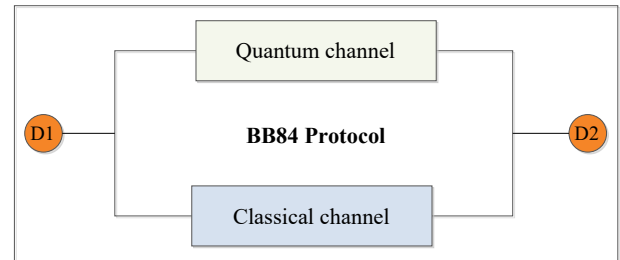 Quantum channel
D1
BB84 Protocol
D2
Classical channel